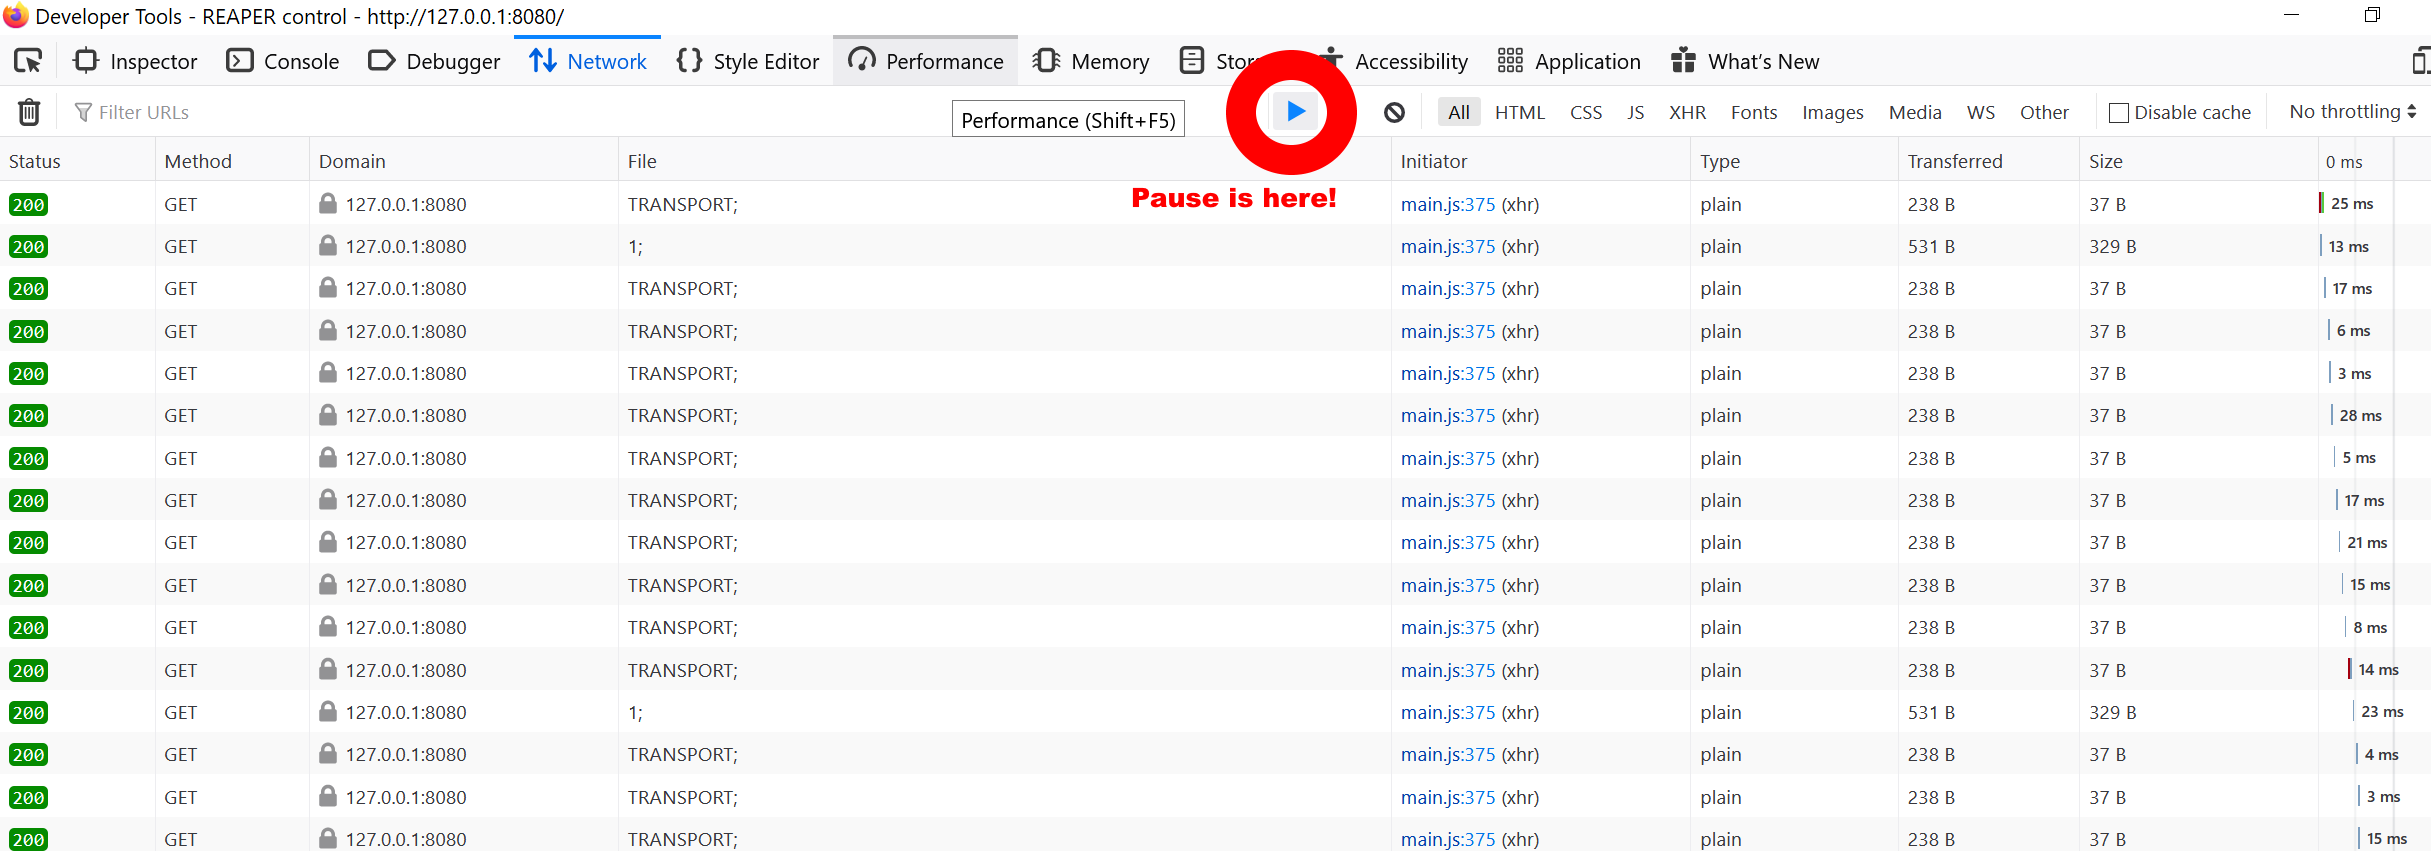 Developer Tools - REAPER control - http://127.0.0.1:8080/
Inspector Console Debugger Network Style Editor Performance Memory Accessibility Application What's New
Filter URLs Performance (Shift+F5) All HTML CSS JS XHR Fonts Images Media WS Other Disable cache No throttling
Status Method Domain File Initiator Type Transferred Size 0 ms
Pause is here!
200 GET 127.0.0.1:8080 TRANSPORT; main.js:375 (xhr) plain 238 B 37 B 25 ms
200 GET 127.0.0.1:8080 1; main.js:375 (xhr) plain 531 B 329 B 13 ms
200 GET 127.0.0.1:8080 TRANSPORT; main.js:375 (xhr) plain 238 B 37 B 17 ms
200 GET 127.0.0.1:8080 TRANSPORT; main.js:375 (xhr) plain 238 B 37 B 6 ms
200 GET 127.0.0.1:8080 TRANSPORT; main.js:375 (xhr) plain 238 B 37 B 3 ms
200 GET 127.0.0.1:8080 TRANSPORT; main.js:375 (xhr) plain 238 B 37 B 28 ms
200 GET 127.0.0.1:8080 TRANSPORT; main.js:375 (xhr) plain 238 B 37 B 5 ms
200 GET 127.0.0.1:8080 TRANSPORT; main.js:375 (xhr) plain 238 B 37 B 17 ms
200 GET 127.0.0.1:8080 TRANSPORT; main.js:375 (xhr) plain 238 B 37 B 21 ms
200 GET 127.0.0.1:8080 TRANSPORT; main.js:375 (xhr) plain 238 B 37 B 15 ms
200 GET 127.0.0.1:8080 TRANSPORT; main.js:375 (xhr) plain 238 B 37 B 8 ms
200 GET 127.0.0.1:8080 TRANSPORT; main.js:375 (xhr) plain 238 B 37 B 14 ms
200 GET 127.0.0.1:8080 1; main.js:375 (xhr) plain 531 B 329 B 23 ms
200 GET 127.0.0.1:8080 TRANSPORT; main.js:375 (xhr) plain 238 B 37 B 4 ms
200 GET 127.0.0.1:8080 TRANSPORT; main.js:375 (xhr) plain 238 B 37 B 3 ms
200 GET 127.0.0.1:8080 TRANSPORT; main.js:375 (xhr) plain 238 B 37 B 15 ms